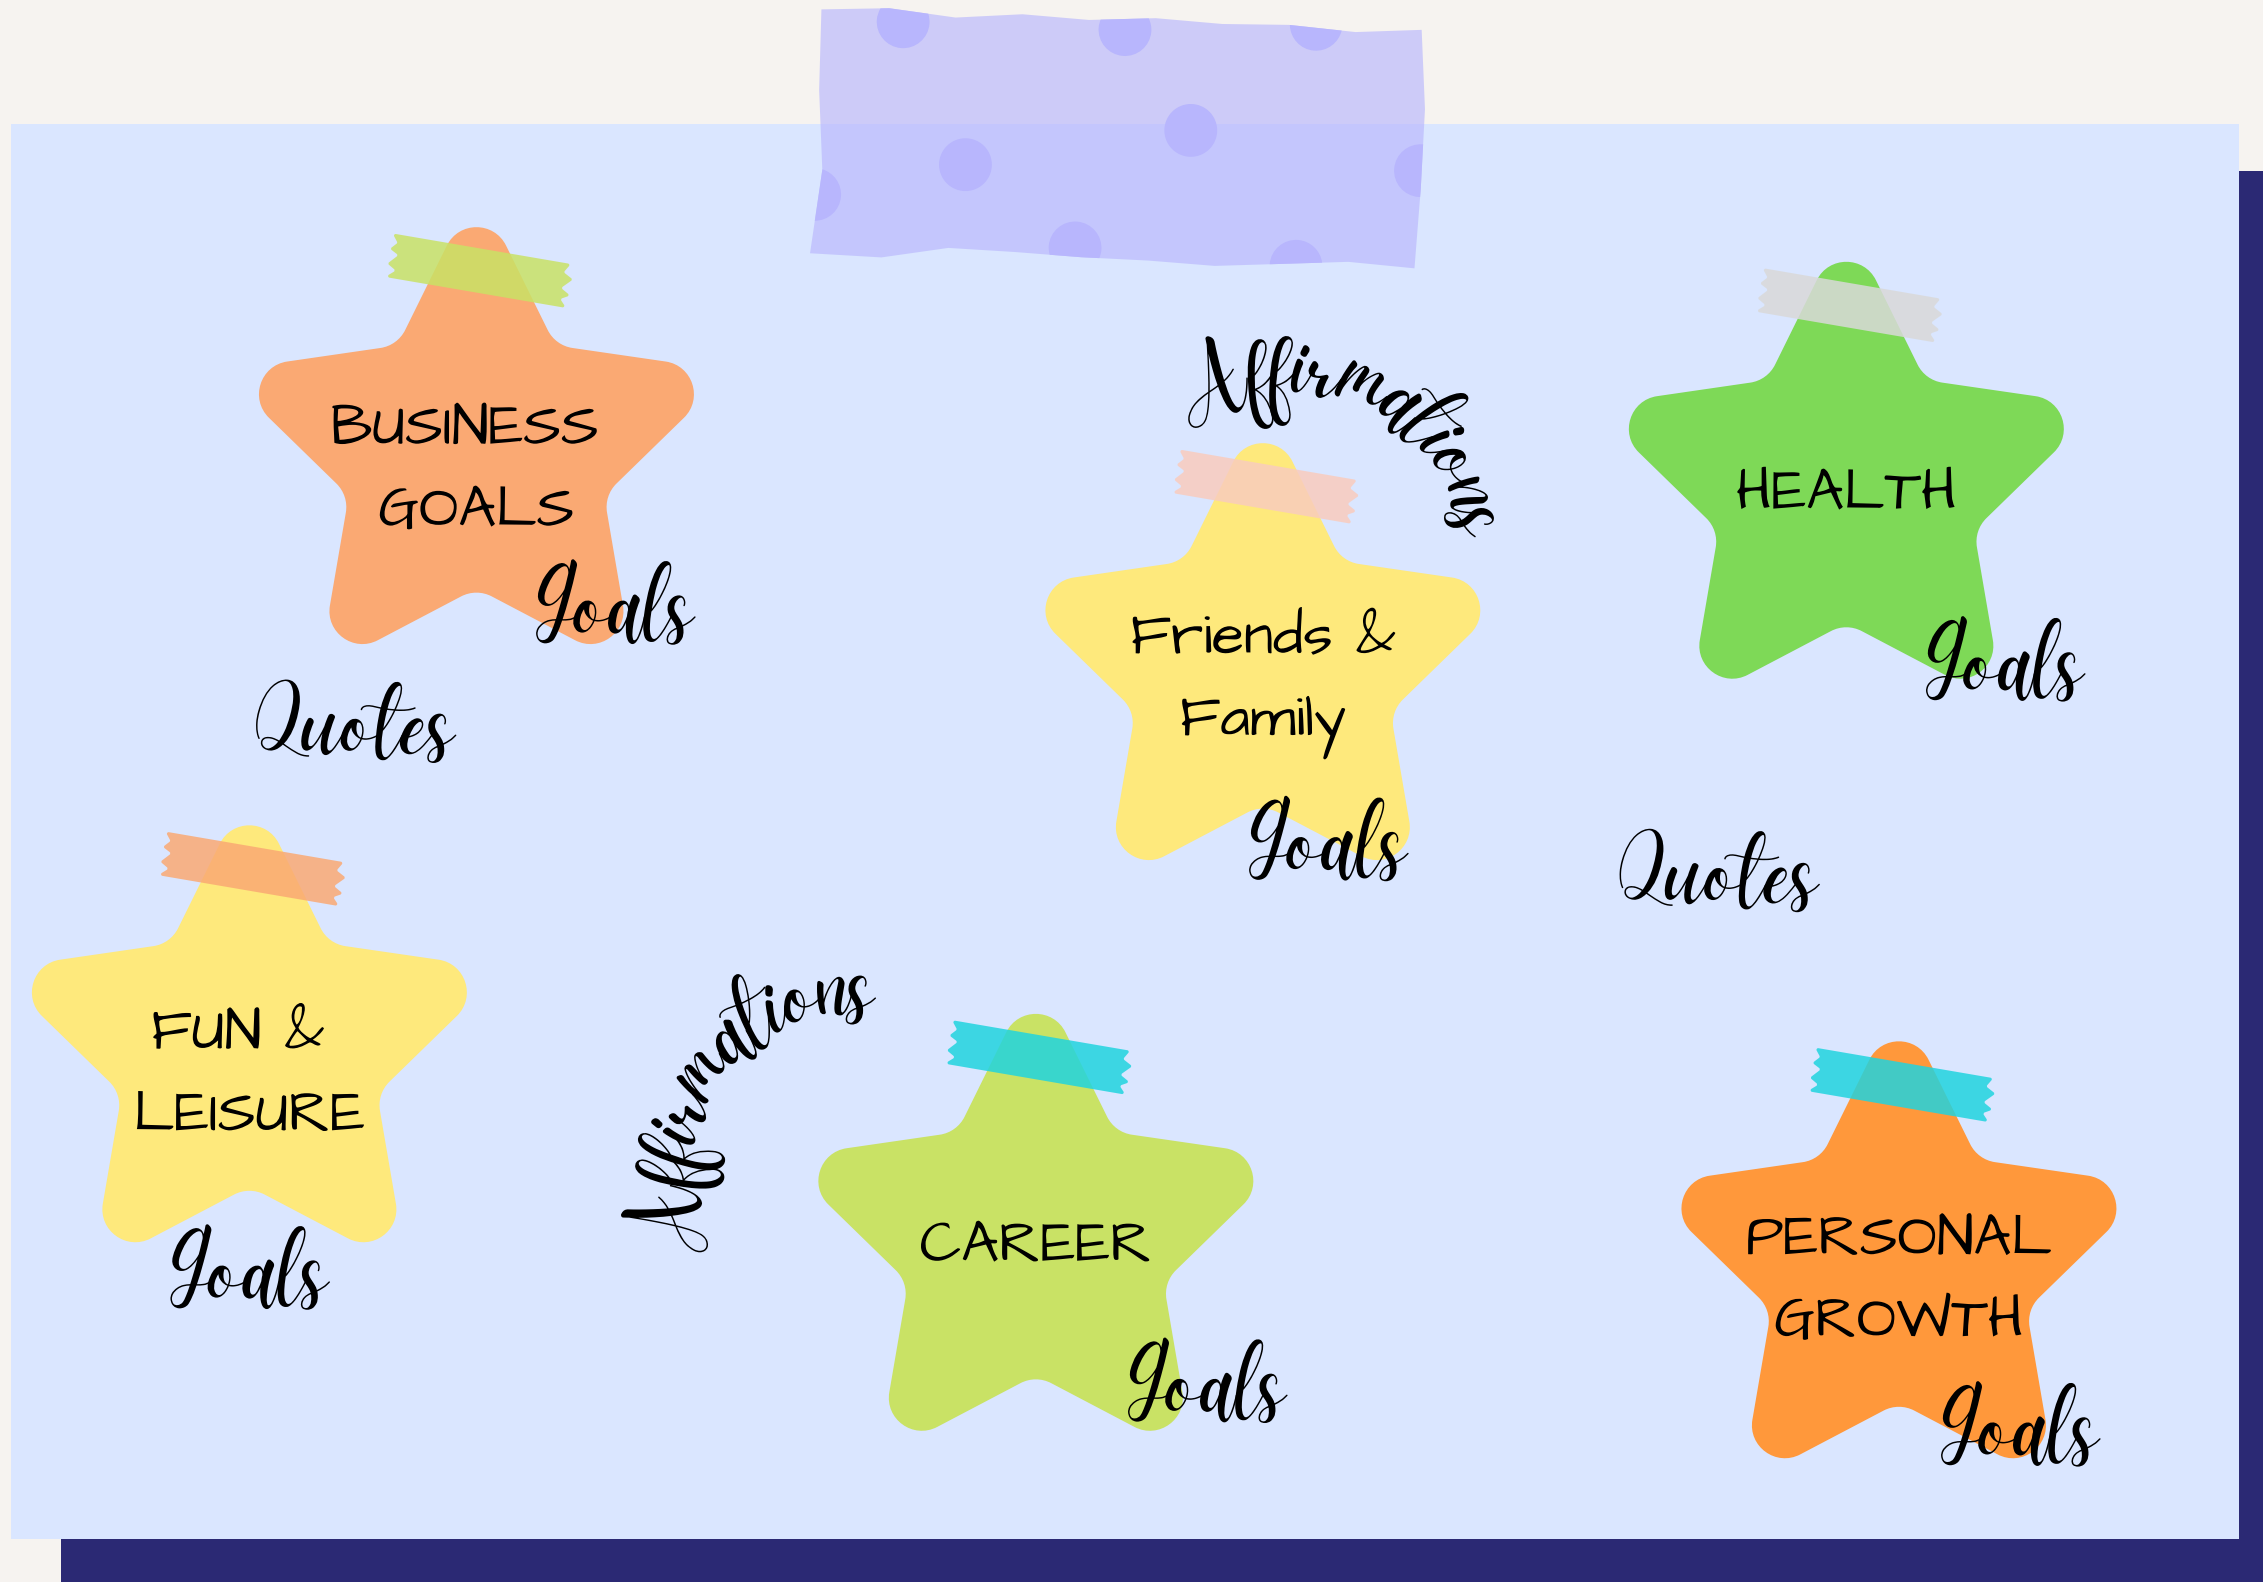 BUSINESS
GOALS
Goals
Quotes
Affirmations
Friends &
Family
Goals
HEALTH
Goals
Quotes
FUN &
LEISURE
Goals
Affirmations
CAREER
Goals
PERSONAL
GROWTH
Goals